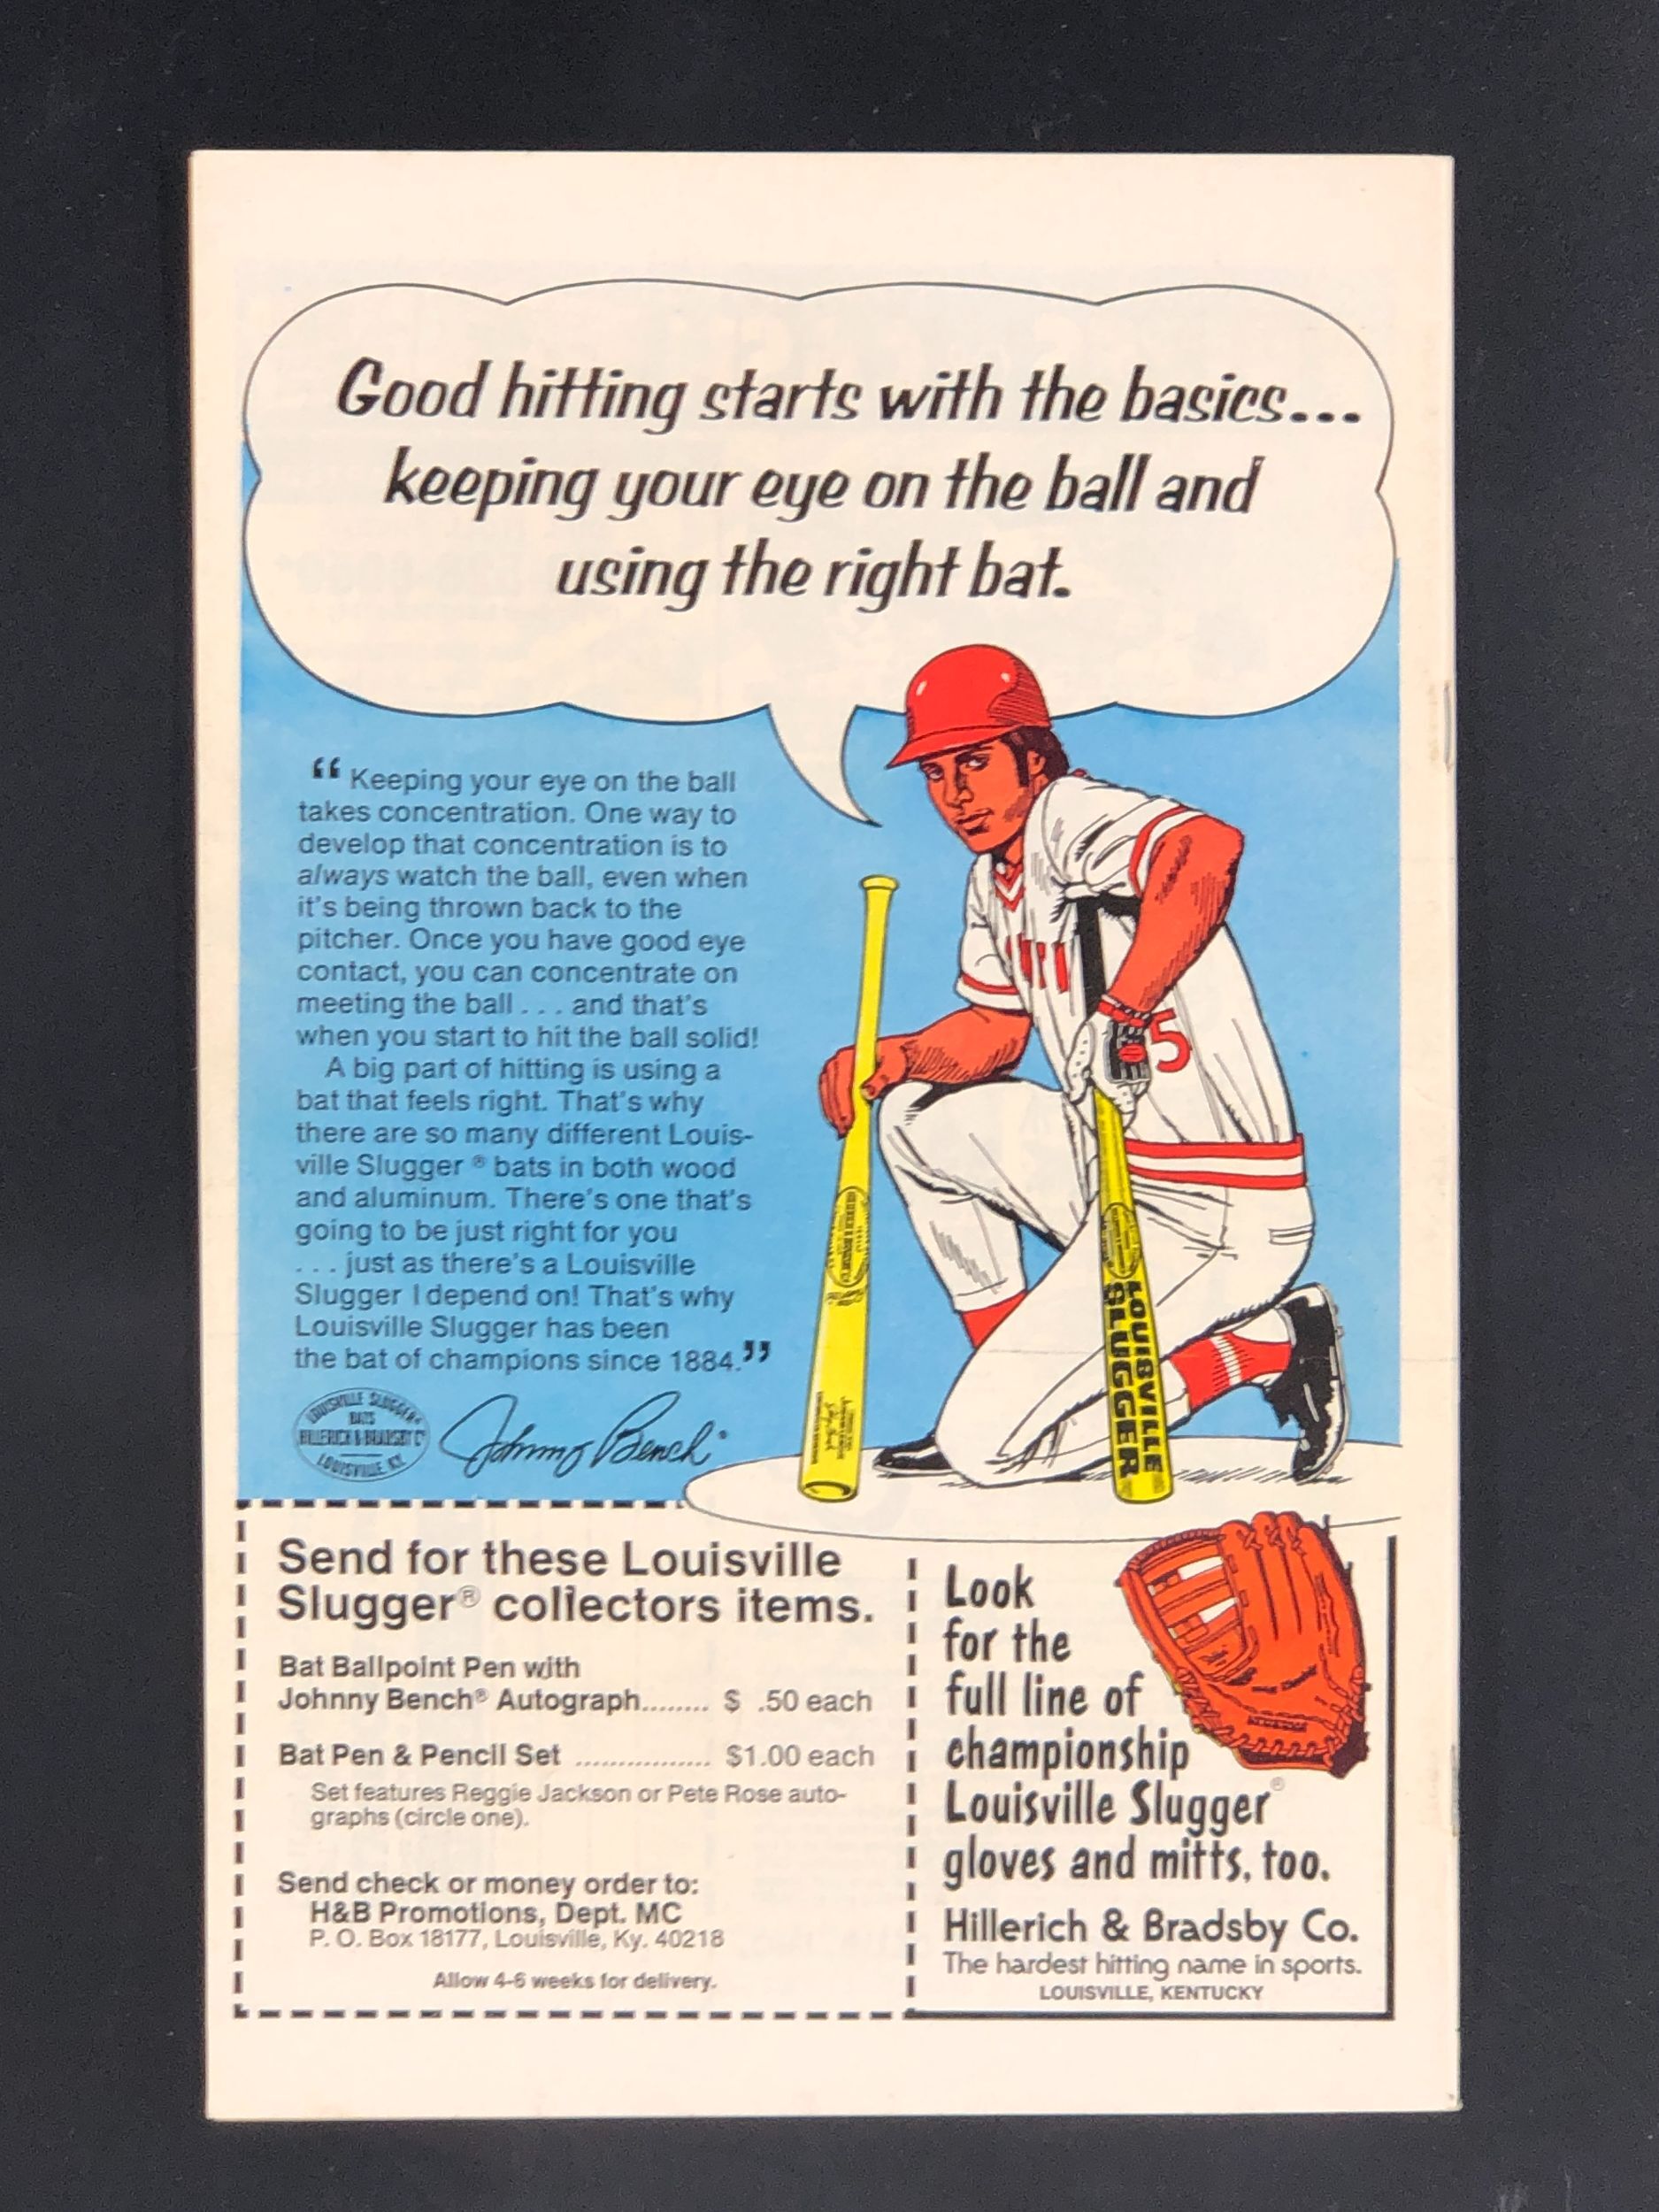 Good hitting starts with the basics...
keeping your eye on the ball and
using the right bat.
“ Keeping your eye on the ball
takes concentration. One way to
develop that concentration is to
always watch the ball, even when
it's being thrown back to the
pitcher. Once you have good eye
contact, you can concentrate on
meeting the ball . . . and that's
when you start to hit the ball solid!
A big part of hitting is using a
bat that feels right. That's why
there are so many different Louis-
ville Slugger ® bats in both wood
and aluminum. There's one that's
going to be just right for you
. . . just as there's a Louisville
Slugger I depend on! That's why
Louisville Slugger has been
the bat of champions since 1884.”
LOUISVILLE SLUGGER
BATS
HILLERICH & BRADSBY Cº
LOUISVILLE, KY.
Johnny Bench
5
LOUISVILLE
SLUGGER
Send for these Louisville
Slugger® collectors items.
Bat Ballpoint Pen with
Johnny Bench® Autograph........ $ .50 each
Bat Pen & Pencil Set ................ $1.00 each
Set features Reggie Jackson or Pete Rose auto-
graphs (circle one).
Send check or money order to:
H&B Promotions, Dept. MC
P. O. Box 18177, Louisville, Ky. 40218
Allow 4-6 weeks for delivery.
Look
for the
full line of
championship
Louisville Slugger®
gloves and mitts, too.
Hillerich & Bradsby Co.
The hardest hitting name in sports.
LOUISVILLE, KENTUCKY